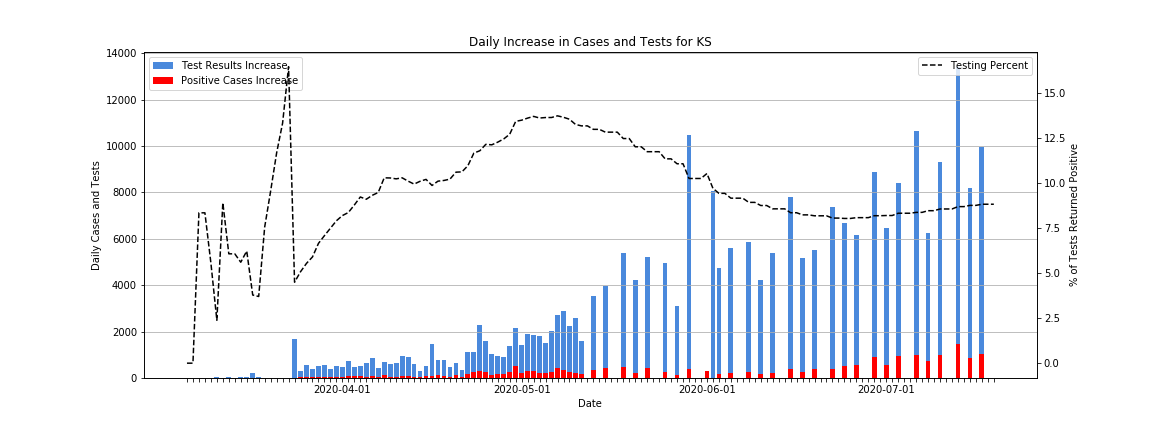 Daily Increase in Cases and Tests for KS
Test Results Increase
Positive Cases Increase
Testing Percent
14000
12000
10000
8000
6000
4000
2000
0
Daily Cases and Tests
15.0
12.5
10.0
7.5
5.0
2.5
0.0
% of Tests Returned Positive
2020-04-01
2020-05-01
2020-06-01
2020-07-01
Date